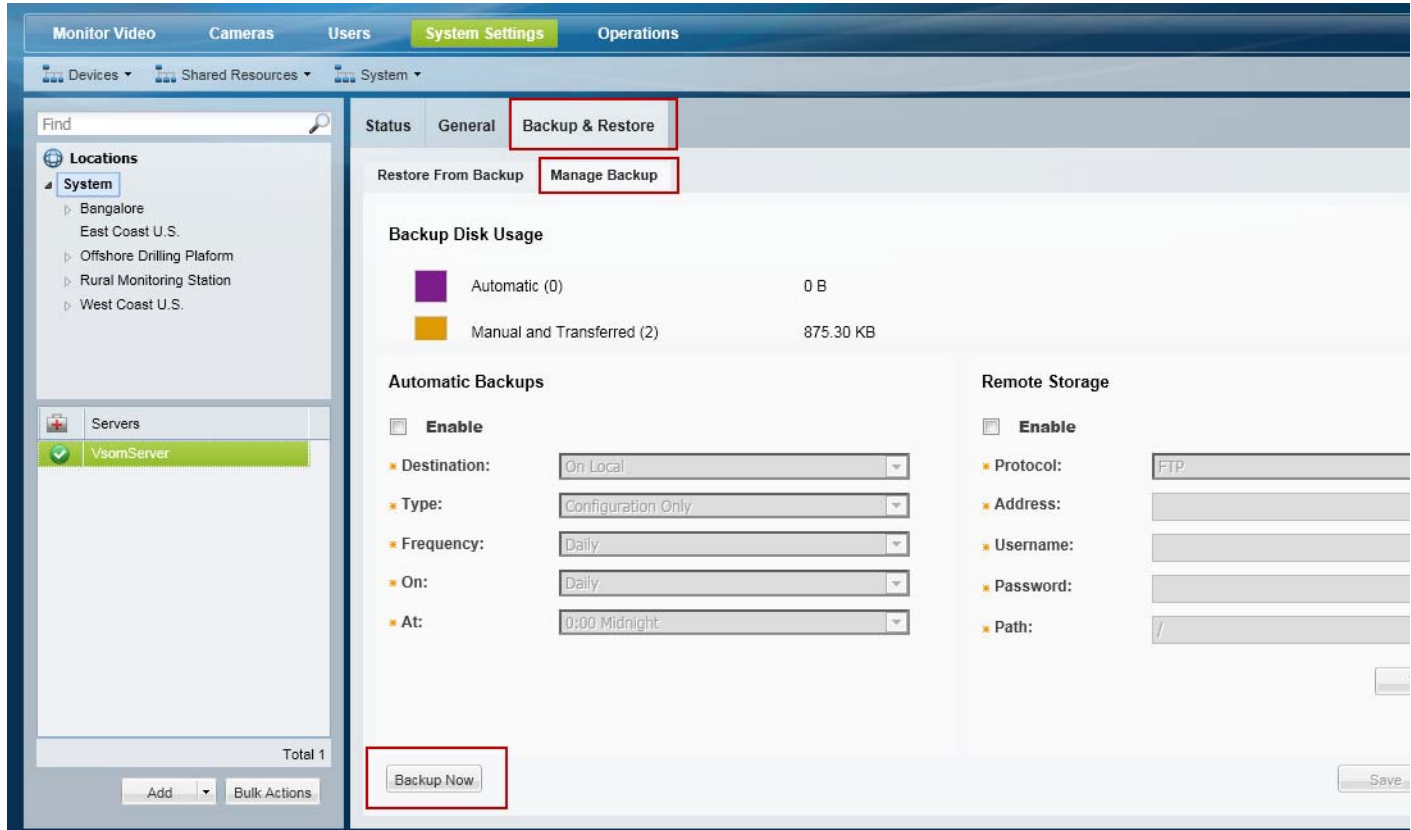 Monitor Video Cameras Users System Settings Operations
Devices Shared Resources System
Find
Locations
System
Bangalore
East Coast U.S.
Offshore Drilling Plaform
Rural Monitoring Station
West Coast U.S.
Servers
VsomServer
Total 1
Add Bulk Actions
Status General Backup & Restore
Restore From Backup Manage Backup
Backup Disk Usage
Automatic (0) 0 B
Manual and Transferred (2) 875.30 KB
Automatic Backups
Enable
* Destination: On Local
* Type: Configuration Only
* Frequency: Daily
* On: Daily
* At: 0:00 Midnight
Remote Storage
Enable
* Protocol: FTP
* Address:
* Username:
* Password:
* Path: /
Backup Now
Save